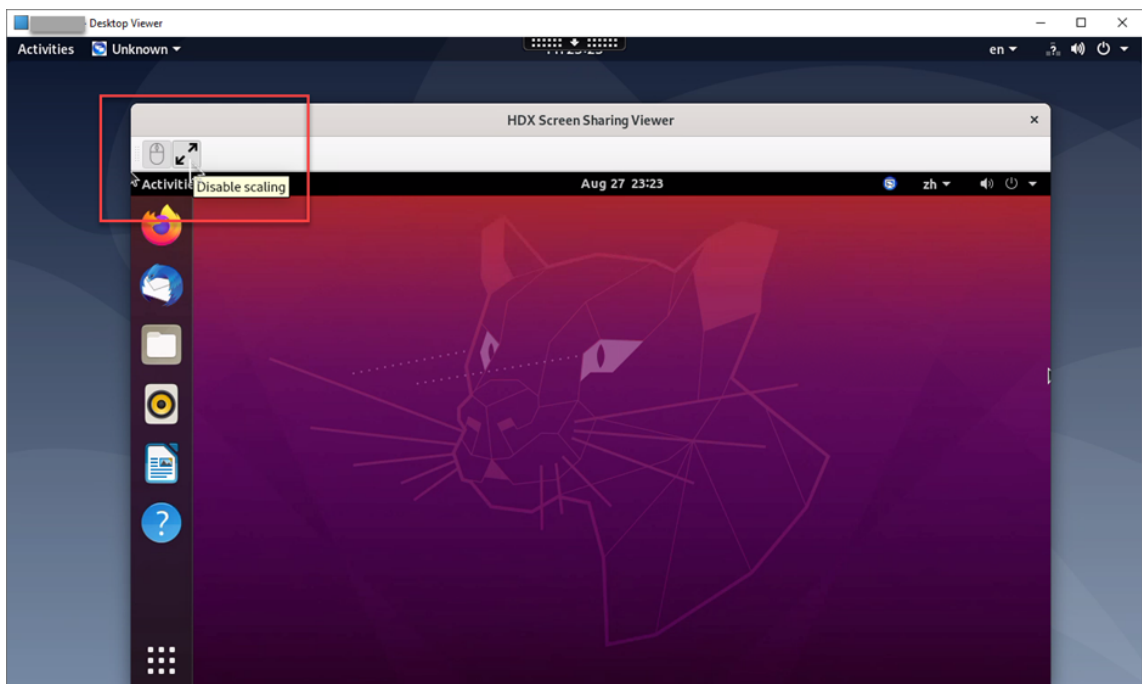 Desktop Viewer
Activities Unknown en
HDX Screen Sharing Viewer
Disable scaling
Aug 27 23:23 zh